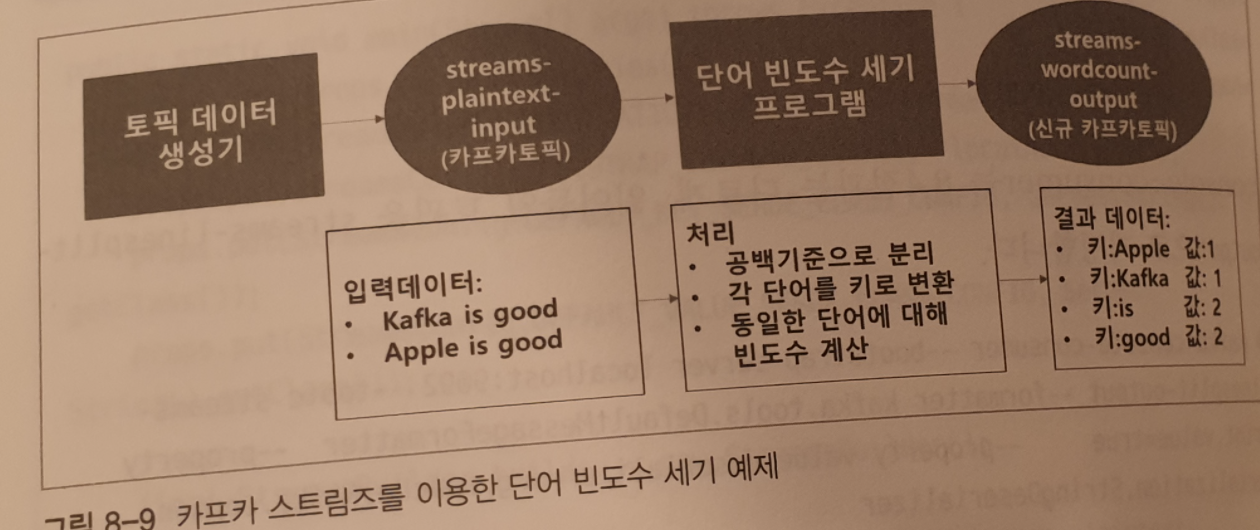 토픽 데이터
생성기
streams-
plaintext-
input
(카프카토픽)
단어 빈도수 세기
프로그램
streams-
wordcount-
output
(신규 카프카토픽)
입력데이터:
• Kafka is good
• Apple is good
처리
• 공백기준으로 분리
• 각 단어를 키로 변환
• 동일한 단어에 대해
빈도수 계산
결과 데이터:
• 키:Apple 값:1
• 키:Kafka 값: 1
• 키:is 값: 2
• 키:good 값: 2
그림 8-9 카프카 스트림즈를 이용한 단어 빈도수 세기 예제